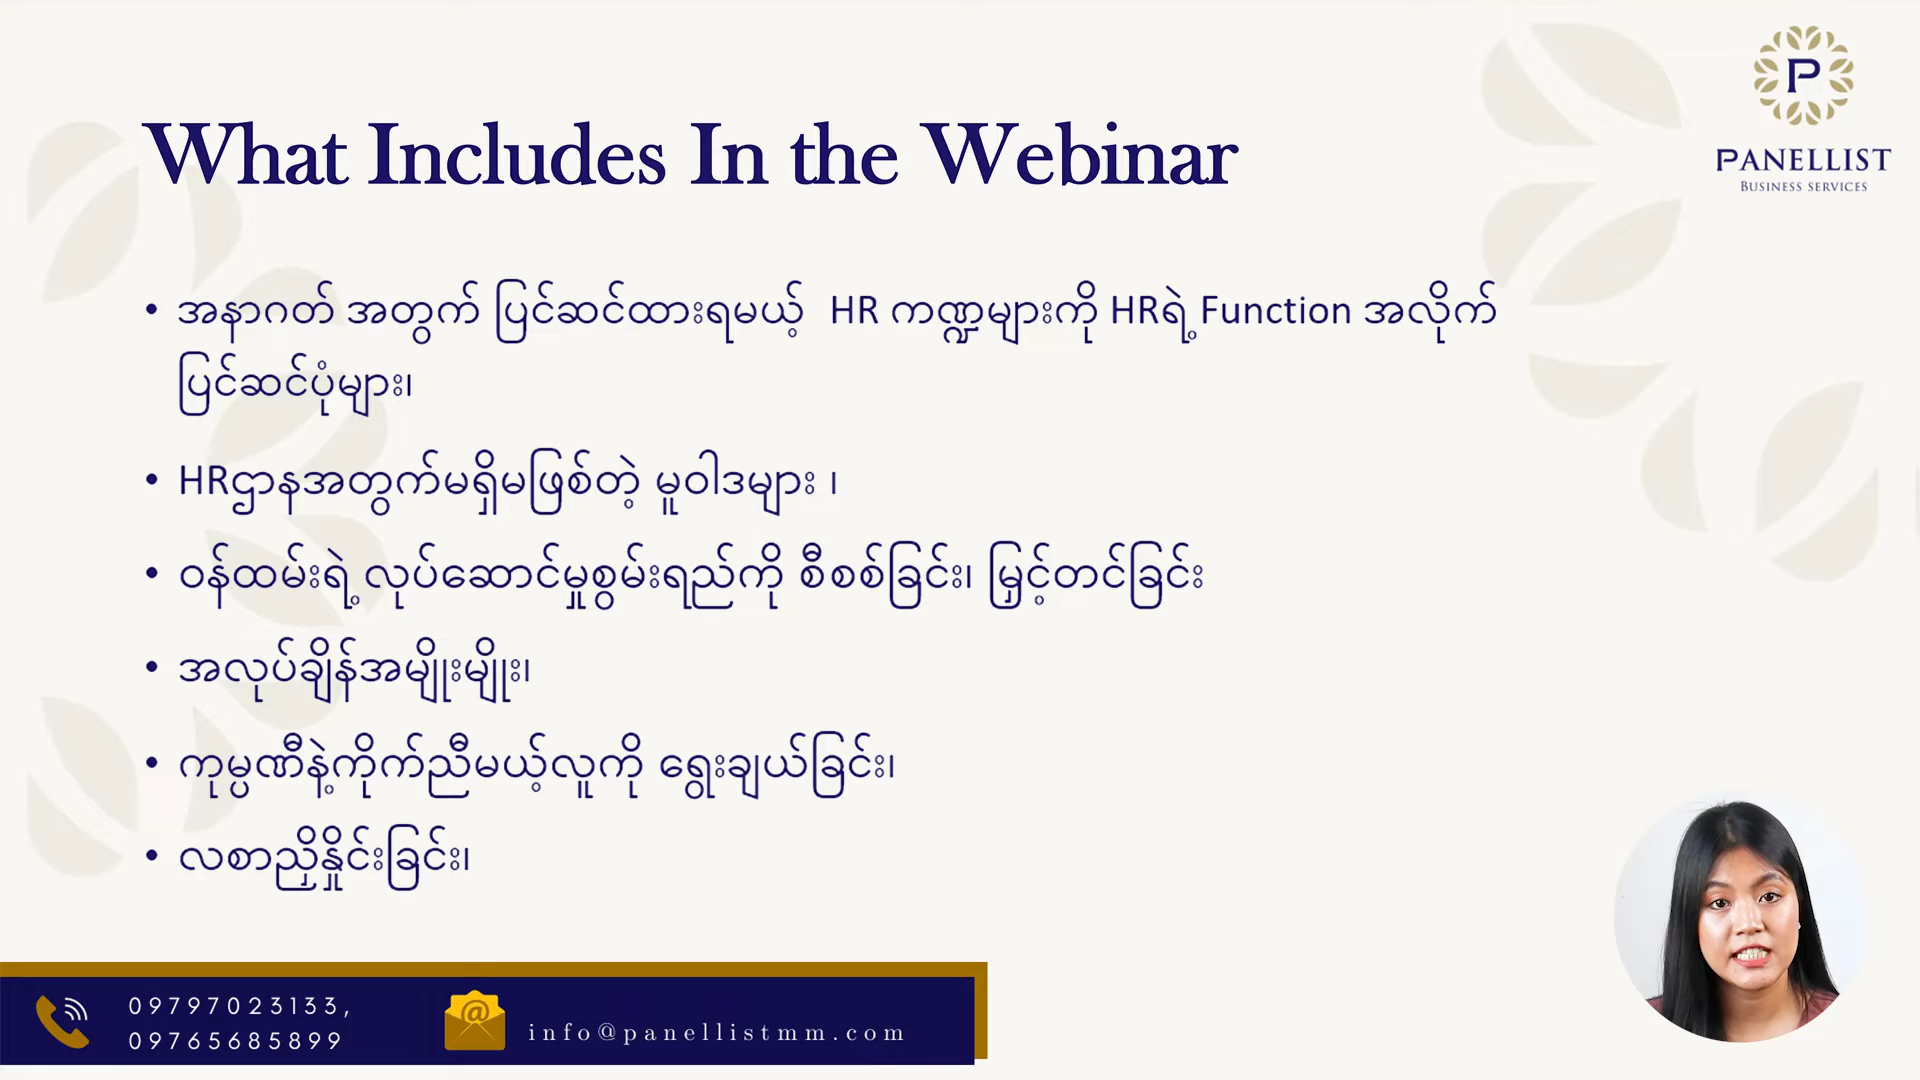 P
PANELLIST
BUSINESS SERVICES
What Includes In the Webinar
• အနာဂတ် အတွက် ပြင်ဆင်ထားရမယ့် HR ကဏ္ဍများကို HRရဲ့ Function အလိုက်
ပြင်ဆင်ပုံများ၊
• HRဌာနအတွက်မရှိမဖြစ်တဲ့ မူဝါဒများ ၊
• ဝန်ထမ်းရဲ့ လုပ်ဆောင်မှုစွမ်းရည်ကို စီစစ်ခြင်း၊ မြှင့်တင်ခြင်း
• အလုပ်ချိန်အမျိုးမျိုး၊
• ကုမ္ပဏီနဲ့ကိုက်ညီမယ့်လူကို ရွေးချယ်ခြင်း၊
• လစာညှိနှိုင်းခြင်း၊
09797023133,
09765685899
info@panellistmm.com